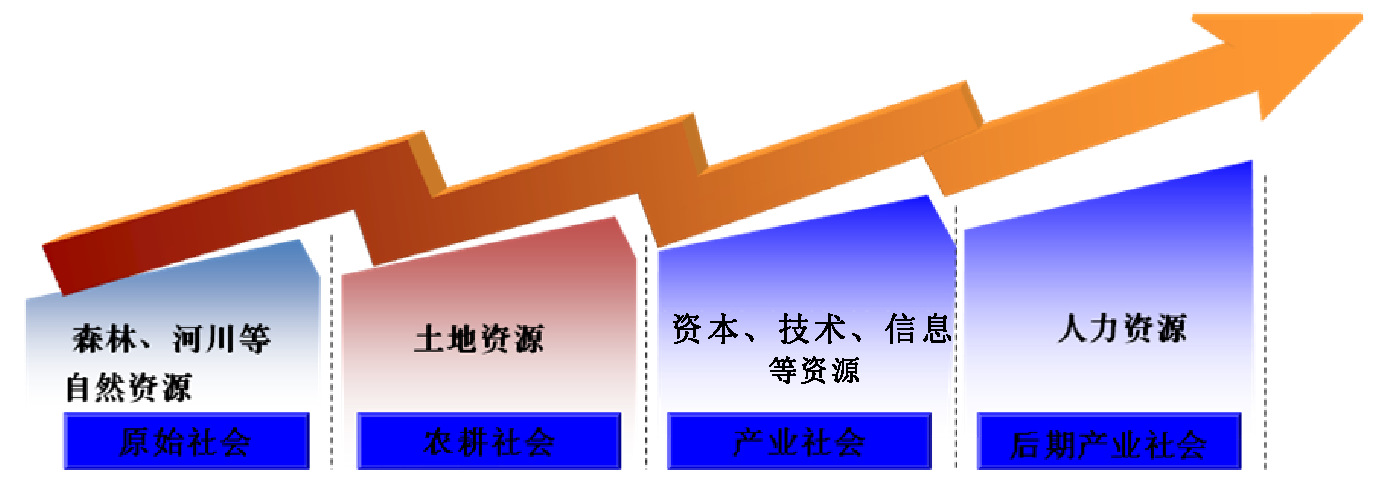 森林、河川等
自然资源
土地资源
资本、技术、信息
等资源
人力资源
原始社会
农耕社会
产业社会
后期产业社会